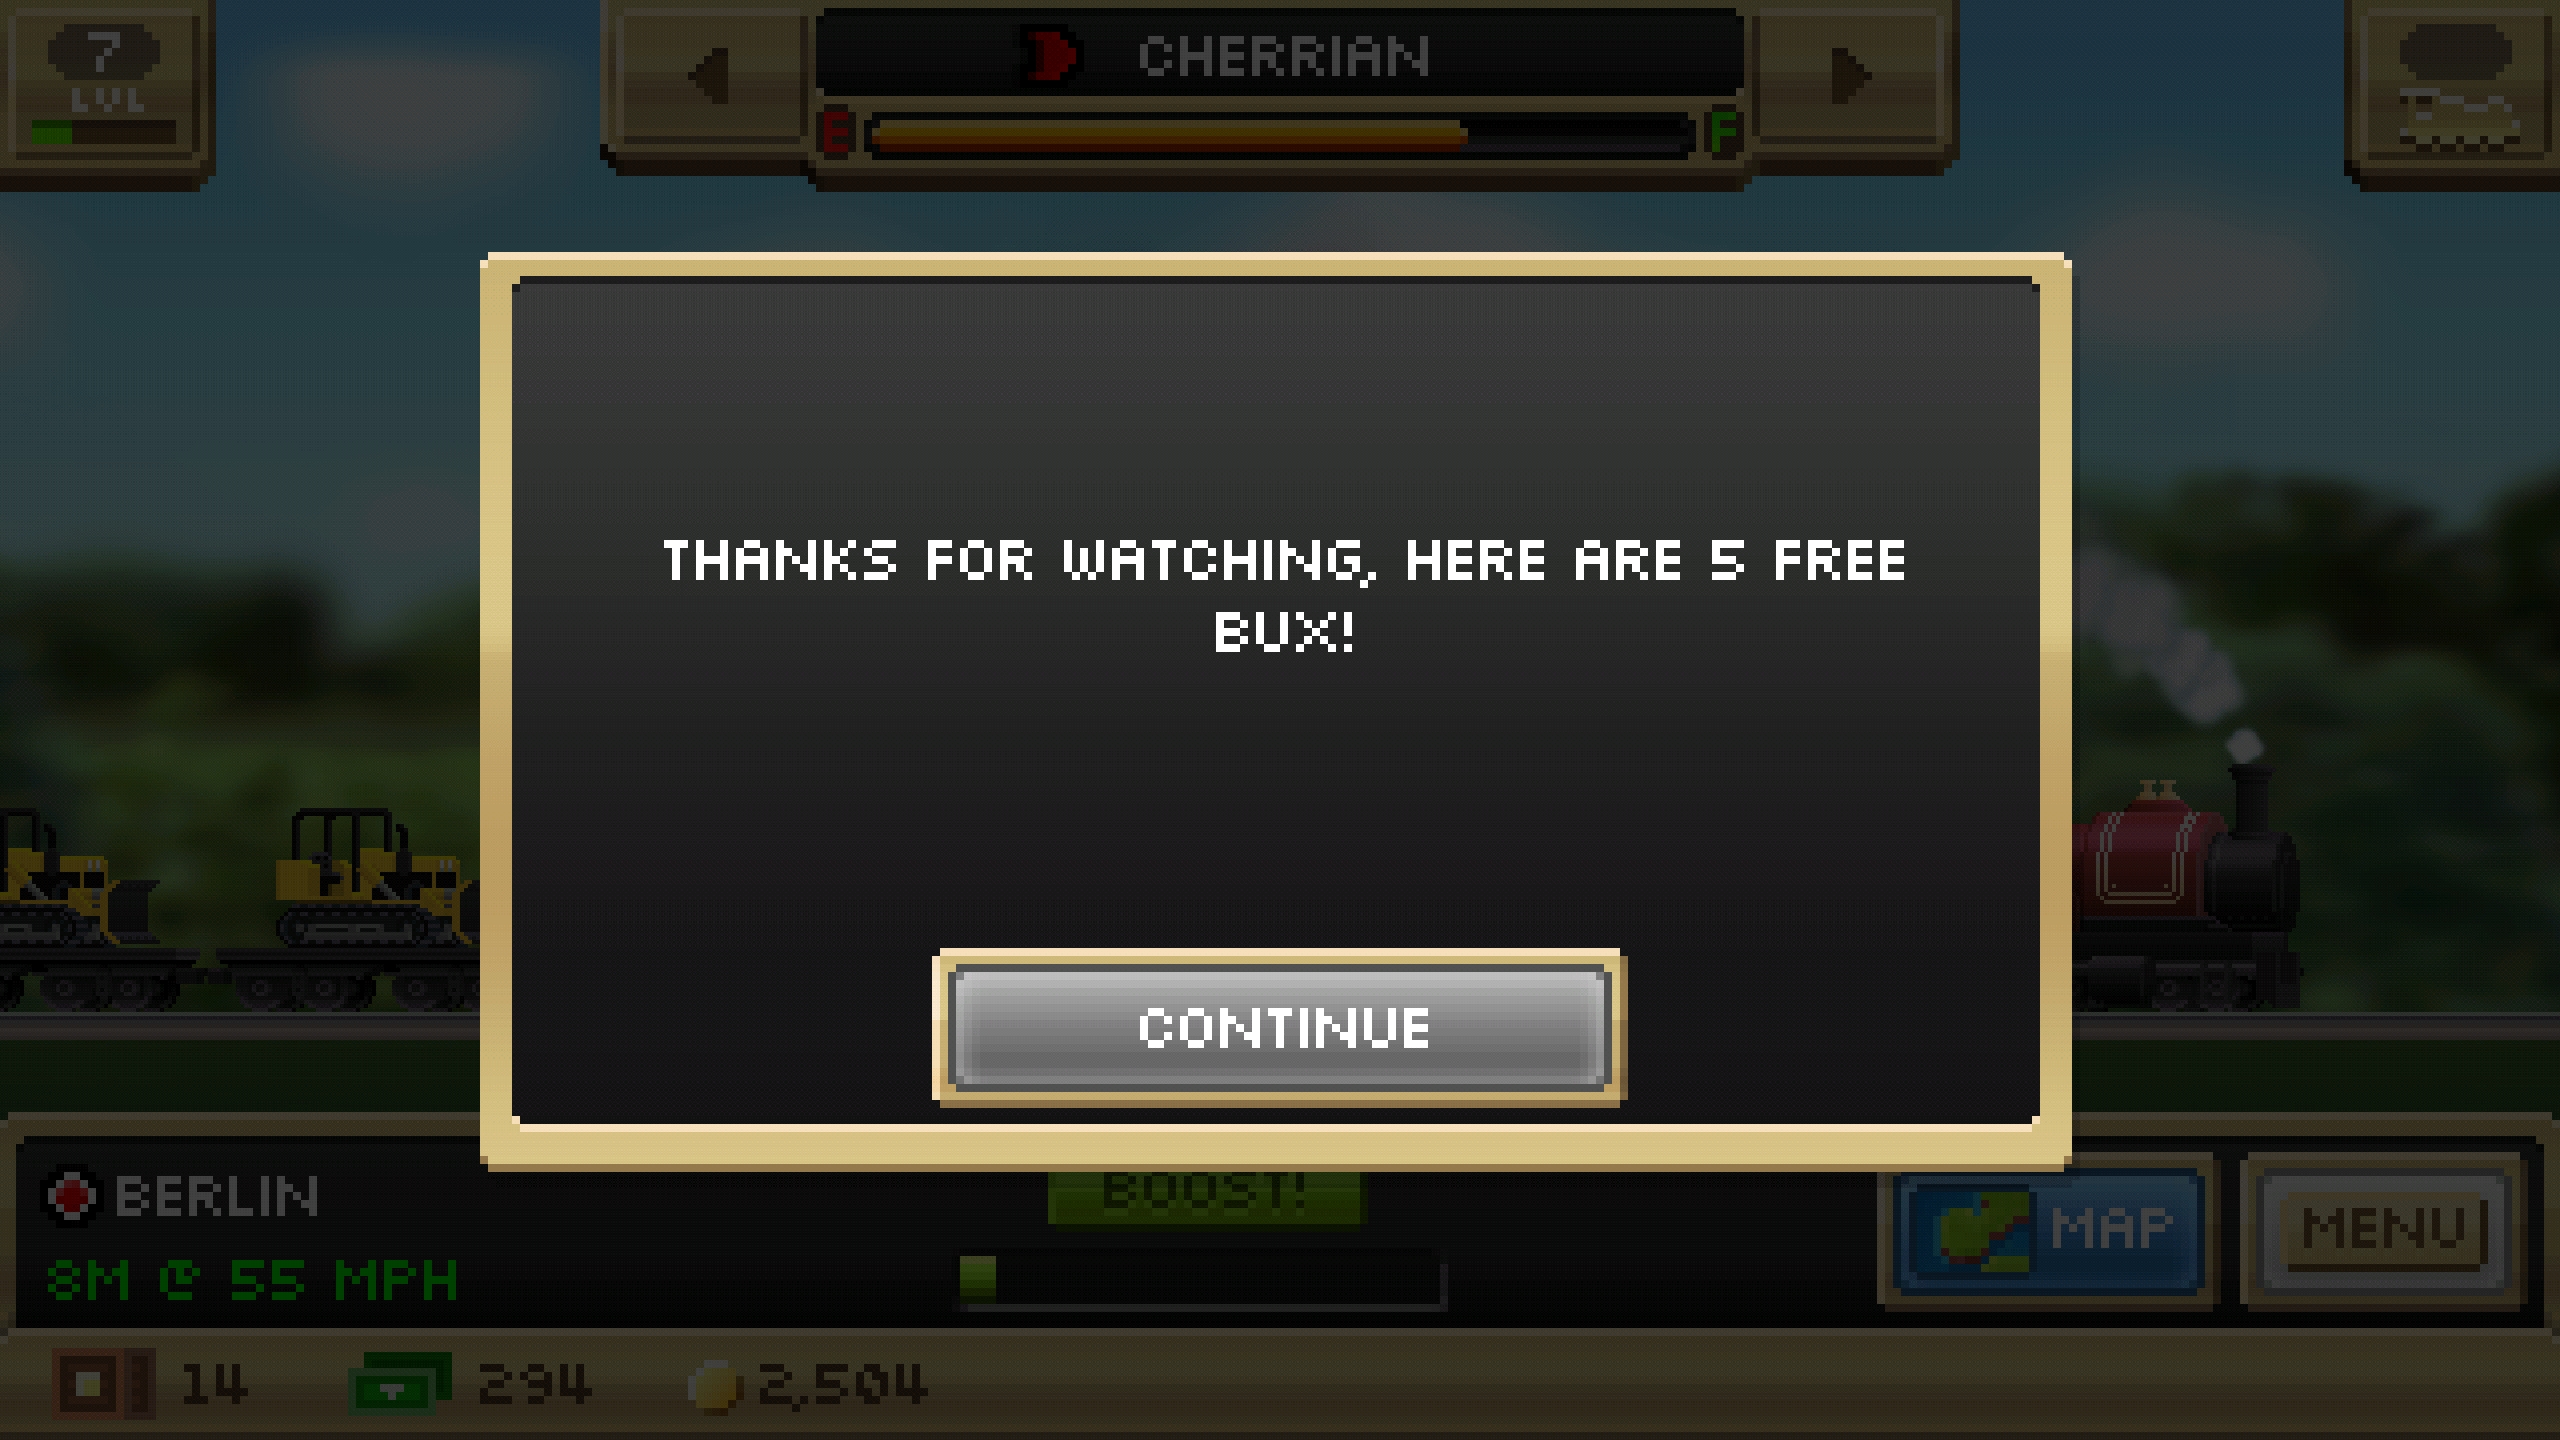 7
LVL
CHERRIAN
E F
THANKS FOR WATCHING, HERE ARE 5 FREE
BUX!
CONTINUE
BERLIN
BOOST!
MAP
MENU
8M @ 55 MPH
14 294 2,504